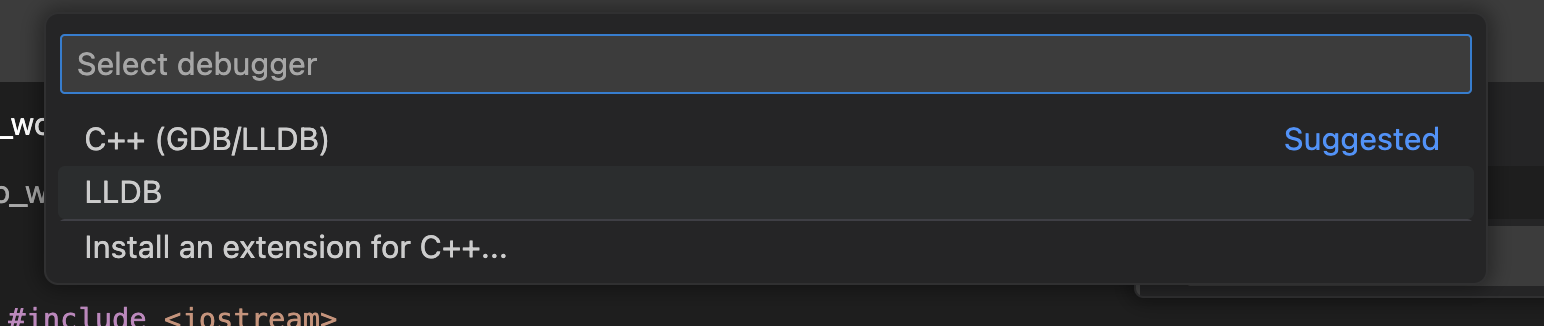 Select debugger
_wo
C++ (GDB/LLDB) Suggested
LLDB
o_w
Install an extension for C++...
#include <iostream>